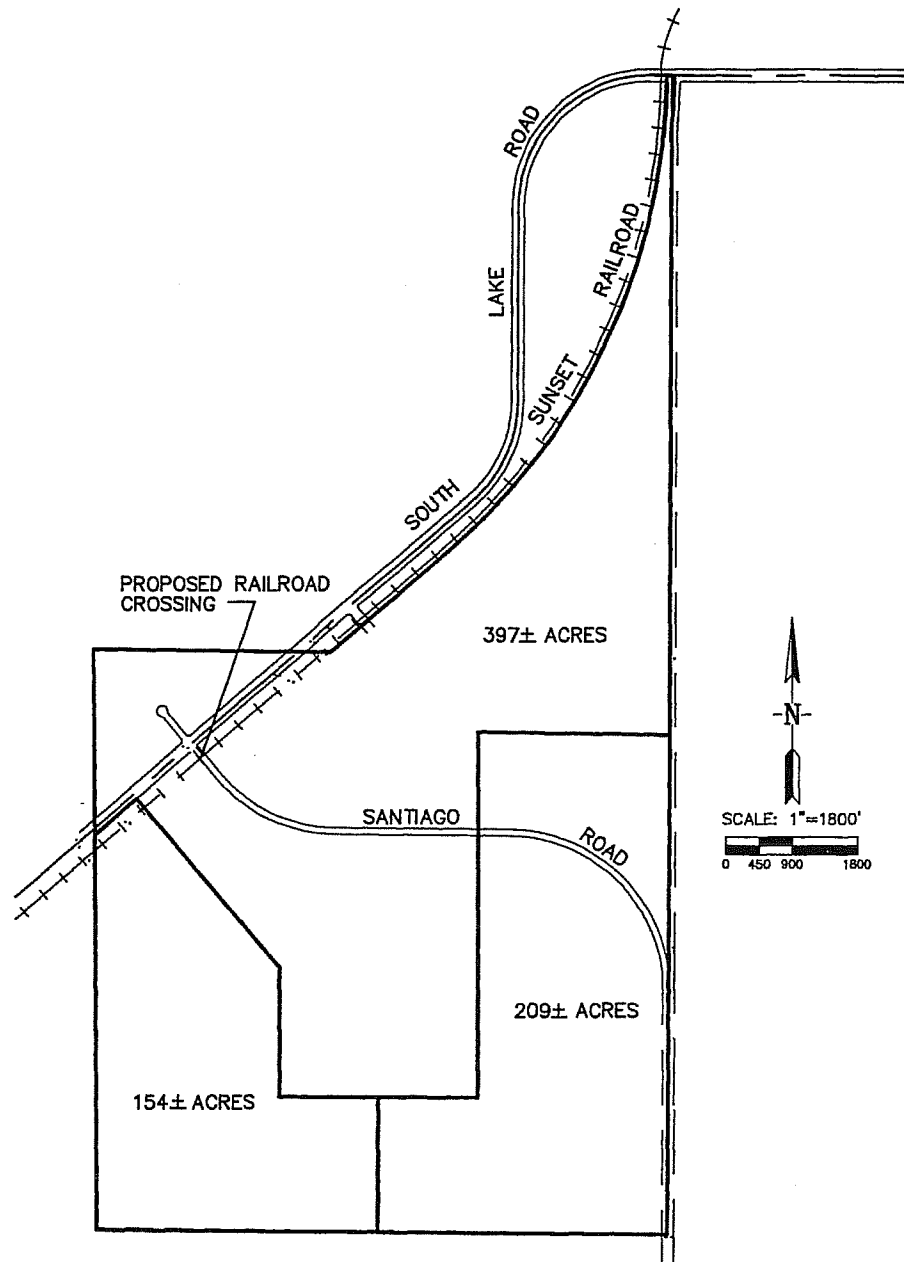 ROAD
LAKE
SOUTH
RAILROAD
SUNSET
PROPOSED RAILROAD
CROSSING
397± ACRES
-N-
SCALE: 1"=1800'
0 450 900 1800
SANTIAGO
ROAD
209± ACRES
154± ACRES